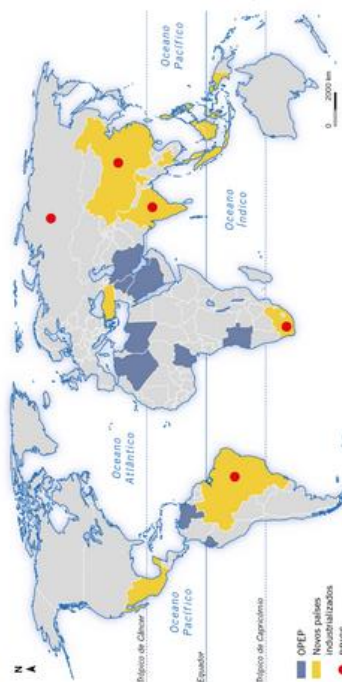 N
Oceano
Pacífico
Oceano
Atlântico
Oceano
Pacífico
Oceano
Índico
Trópico de Câncer
Equador
Trópico de Capricórnio
0
2000 km
OPEP
Novos países
industrializados